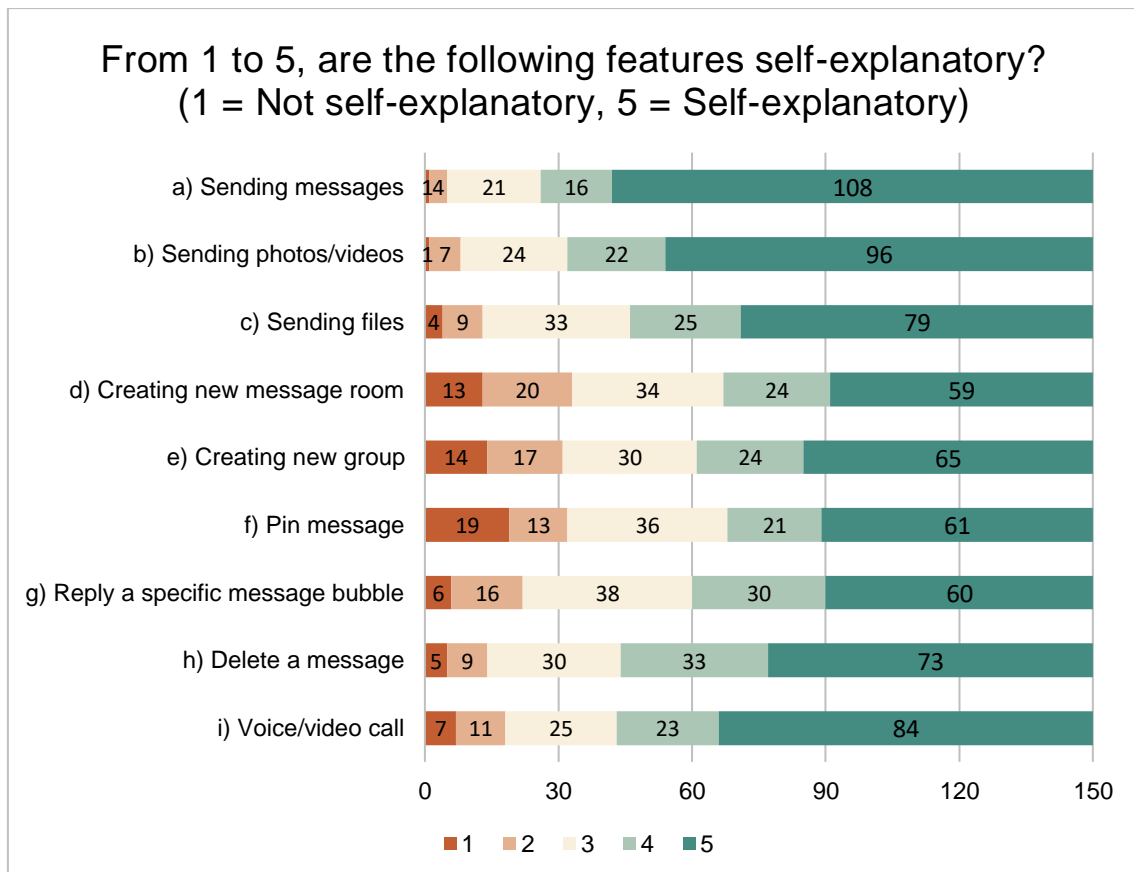 From 1 to 5, are the following features self-explanatory?
(1 = Not self-explanatory, 5 = Self-explanatory)
a) Sending messages 1 4 21 16 108
b) Sending photos/videos 1 7 24 22 96
c) Sending files 4 9 33 25 79
d) Creating new message room 13 20 34 24 59
e) Creating new group 14 17 30 24 65
f) Pin message 19 13 36 21 61
g) Reply a specific message bubble 6 16 38 30 60
h) Delete a message 5 9 30 33 73
i) Voice/video call 7 11 25 23 84
0 30 60 90 120 150
1 2 3 4 5